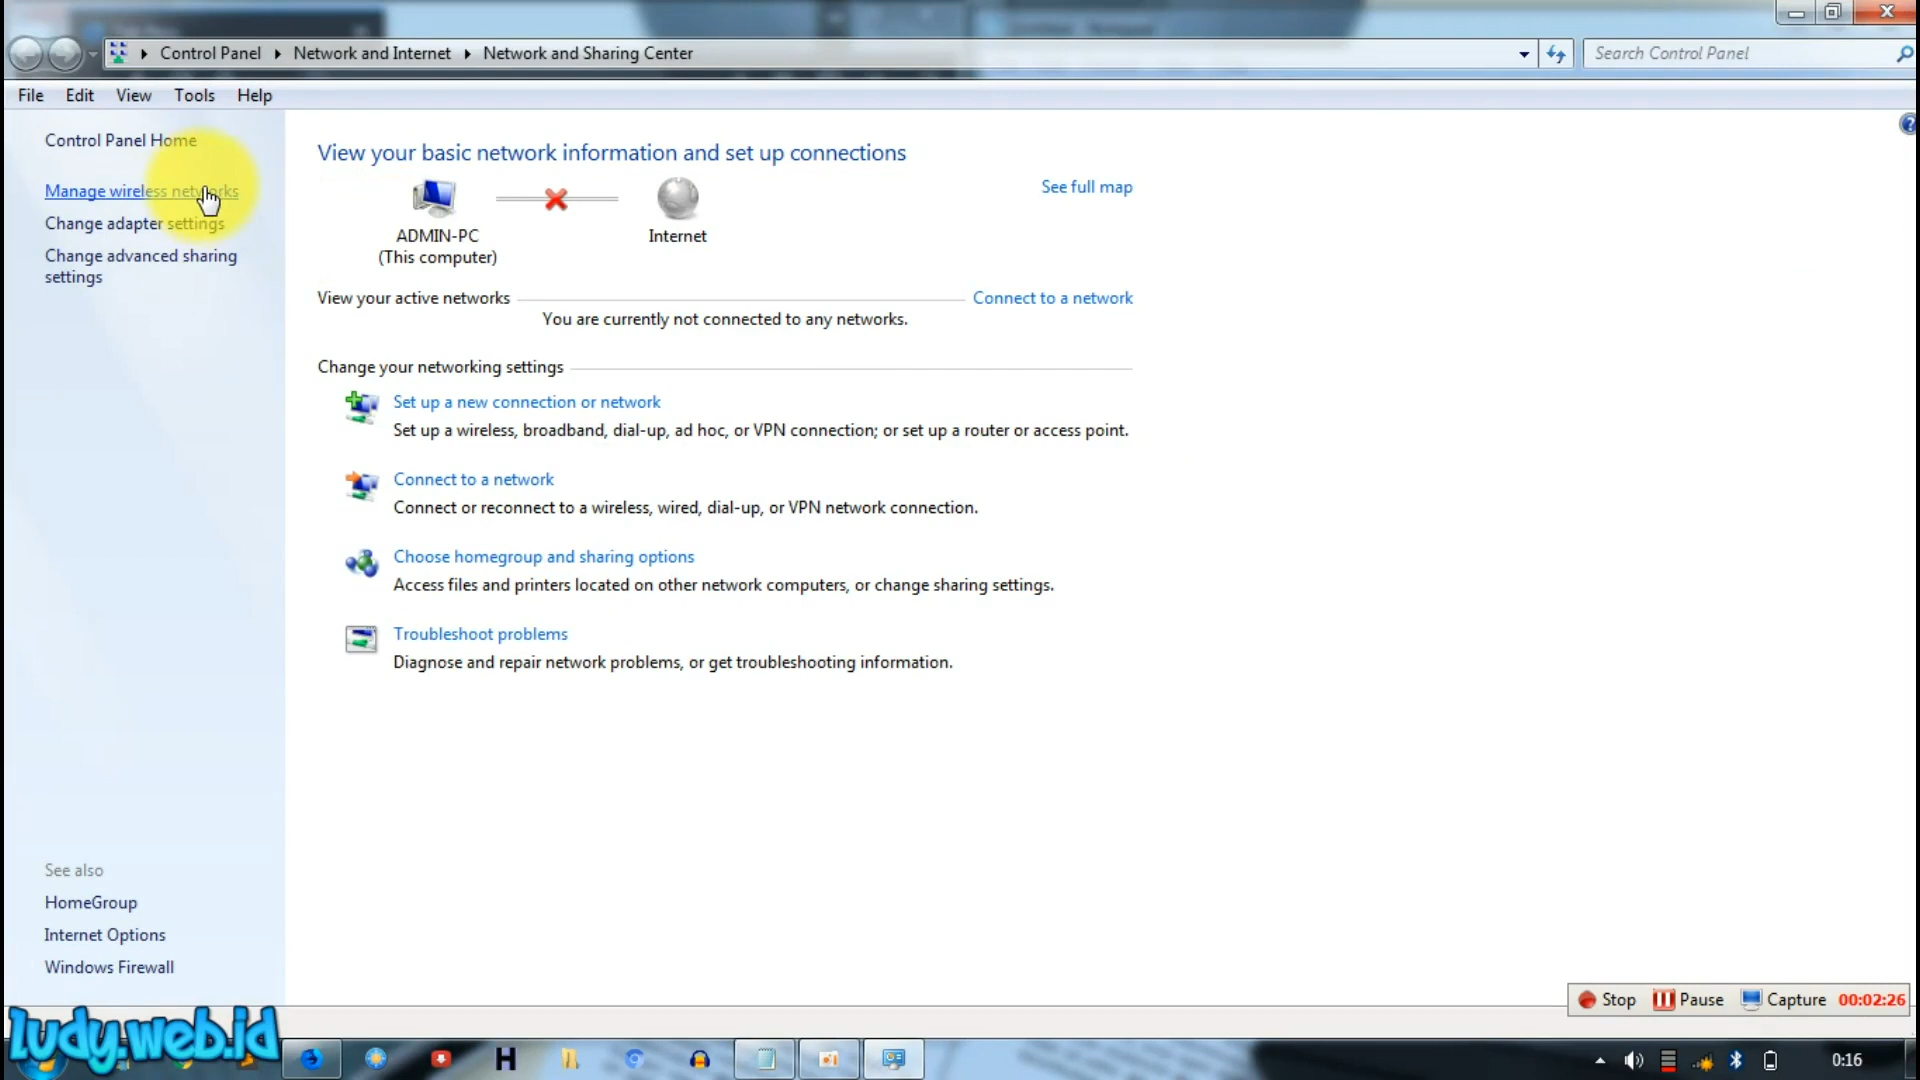 Control Panel Network and Internet Network and Sharing Center
Search Control Panel
File Edit View Tools Help
Control Panel Home
Manage wireless networks
Change adapter settings
Change advanced sharing
settings
View your basic network information and set up connections
See full map
ADMIN-PC
(This computer)
Internet
View your active networks
Connect to a network
You are currently not connected to any networks.
Change your networking settings
Set up a new connection or network
Set up a wireless, broadband, dial-up, ad hoc, or VPN connection; or set up a router or access point.
Connect to a network
Connect or reconnect to a wireless, wired, dial-up, or VPN network connection.
Choose homegroup and sharing options
Access files and printers located on other network computers, or change sharing settings.
Troubleshoot problems
Diagnose and repair network problems, or get troubleshooting information.
See also
HomeGroup
Internet Options
Windows Firewall
Stop Pause Capture 00:02:26
ludy.web.id
H
0:16